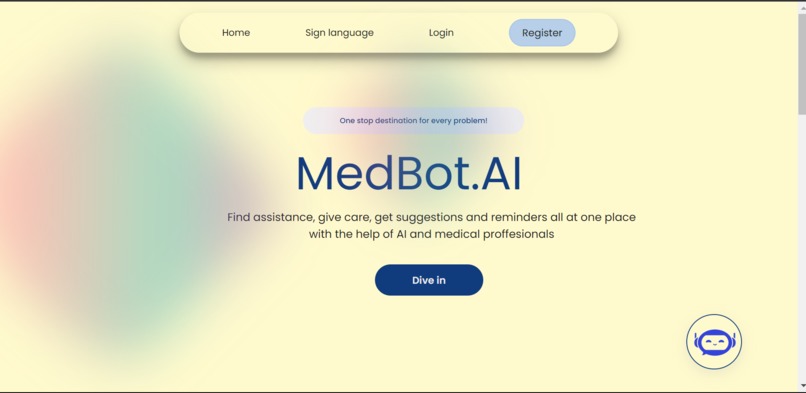 Home Sign language Login Register
One stop destination for every problem!
MedBot.AI
Find assistance, give care, get suggestions and reminders all at one place
with the help of AI and medical proffesionals
Dive in